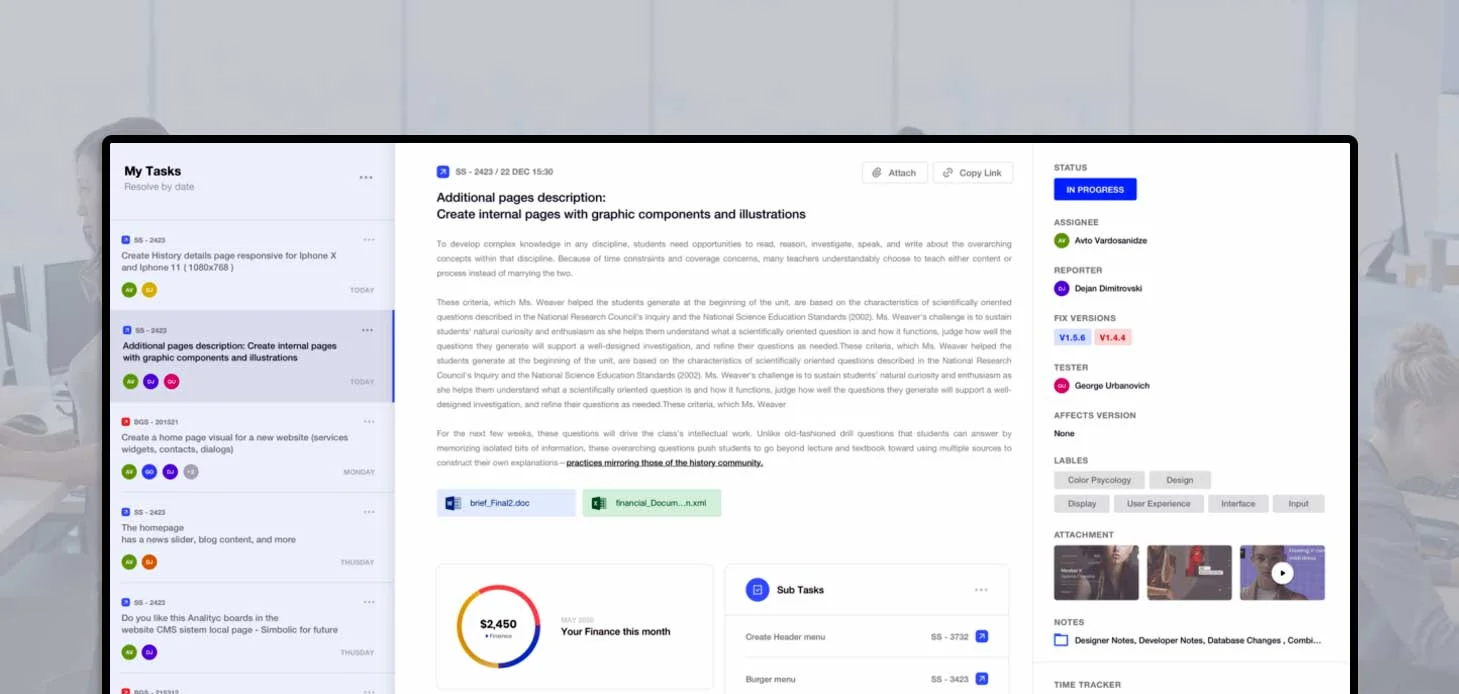 My Tasks
Resolve by date
SS - 2423
Create History details page responsive for Iphone X
and Iphone 11 ( 1080x768 )
AV DJ
TODAY
SS - 2423
Additional pages description: Create internal pages
with graphic components and illustrations
AV DJ GU
TODAY
BGS - 201521
Create a home page visual for a new website (services
widgets, contacts, dialogs)
AV GO DJ +2
MONDAY
SS - 2423
The homepage
has a news slider, blog content, and more
AV DJ
THUSDAY
SS - 2423
Do you like this Analityc boards in the
website CMS sistem local page - Simbolic for future
AV DJ
THUSDAY
BGS - 215312
SS - 2423 / 22 DEC 15:30
Attach
Copy Link
Additional pages description:
Create internal pages with graphic components and illustrations
To develop complex knowledge in any discipline, students need opportunities to read, reason, investigate, speak, and write about the overarching
concepts within that discipline. Because of time constraints and coverage concerns, many teachers understandably choose to teach either content or
process instead of marrying the two.
These criteria, which Ms. Weaver helped the students generate at the beginning of the unit, are based on the characteristics of scientifically oriented
questions described in the National Research Council's Inquiry and the National Science Education Standards (2002). Ms. Weaver's challenge is to sustain
students' natural curiosity and enthusiasm as she helps them understand what a scientifically oriented question is and how it functions, judge how well the
questions they generate will support a well-designed investigation, and refine their questions as needed.These criteria, which Ms. Weaver helped the
students generate at the beginning of the unit, are based on the characteristics of scientifically oriented questions described in the National Research
Council's Inquiry and the National Science Education Standards (2002). Ms. Weaver's challenge is to sustain students' natural curiosity and enthusiasm as
she helps them understand what a scientifically oriented question is and how it functions, judge how well the questions they generate will support a well-
designed investigation, and refine their questions as needed.These criteria, which Ms. Weaver
For the next few weeks, these questions will drive the class's intellectual work. Unlike old-fashioned drill questions that students can answer by
memorizing isolated bits of information, these overarching questions push students to go beyond lecture and textbook toward using multiple sources to
construct their own explanations—practices mirroring those of the history community.
brief_Final2.doc
financial_Docum...n.xml
$2,450
Finance
MAY 2020
Your Finance this month
Sub Tasks
Create Header menu
SS - 3732
Burger menu
SS - 3423
STATUS
IN PROGRESS
ASSIGNEE
AV Avto Vardosanidze
REPORTER
DJ Dejan Dimitrovski
FIX VERSIONS
V1.5.6 V1.4.4
TESTER
GU George Urbanovich
AFFECTS VERSION
None
LABLES
Color Psycology
Design
Display
User Experience
Interface
Input
ATTACHMENT
NOTES
Designer Notes, Developer Notes, Database Changes , Combi...
TIME TRACKER